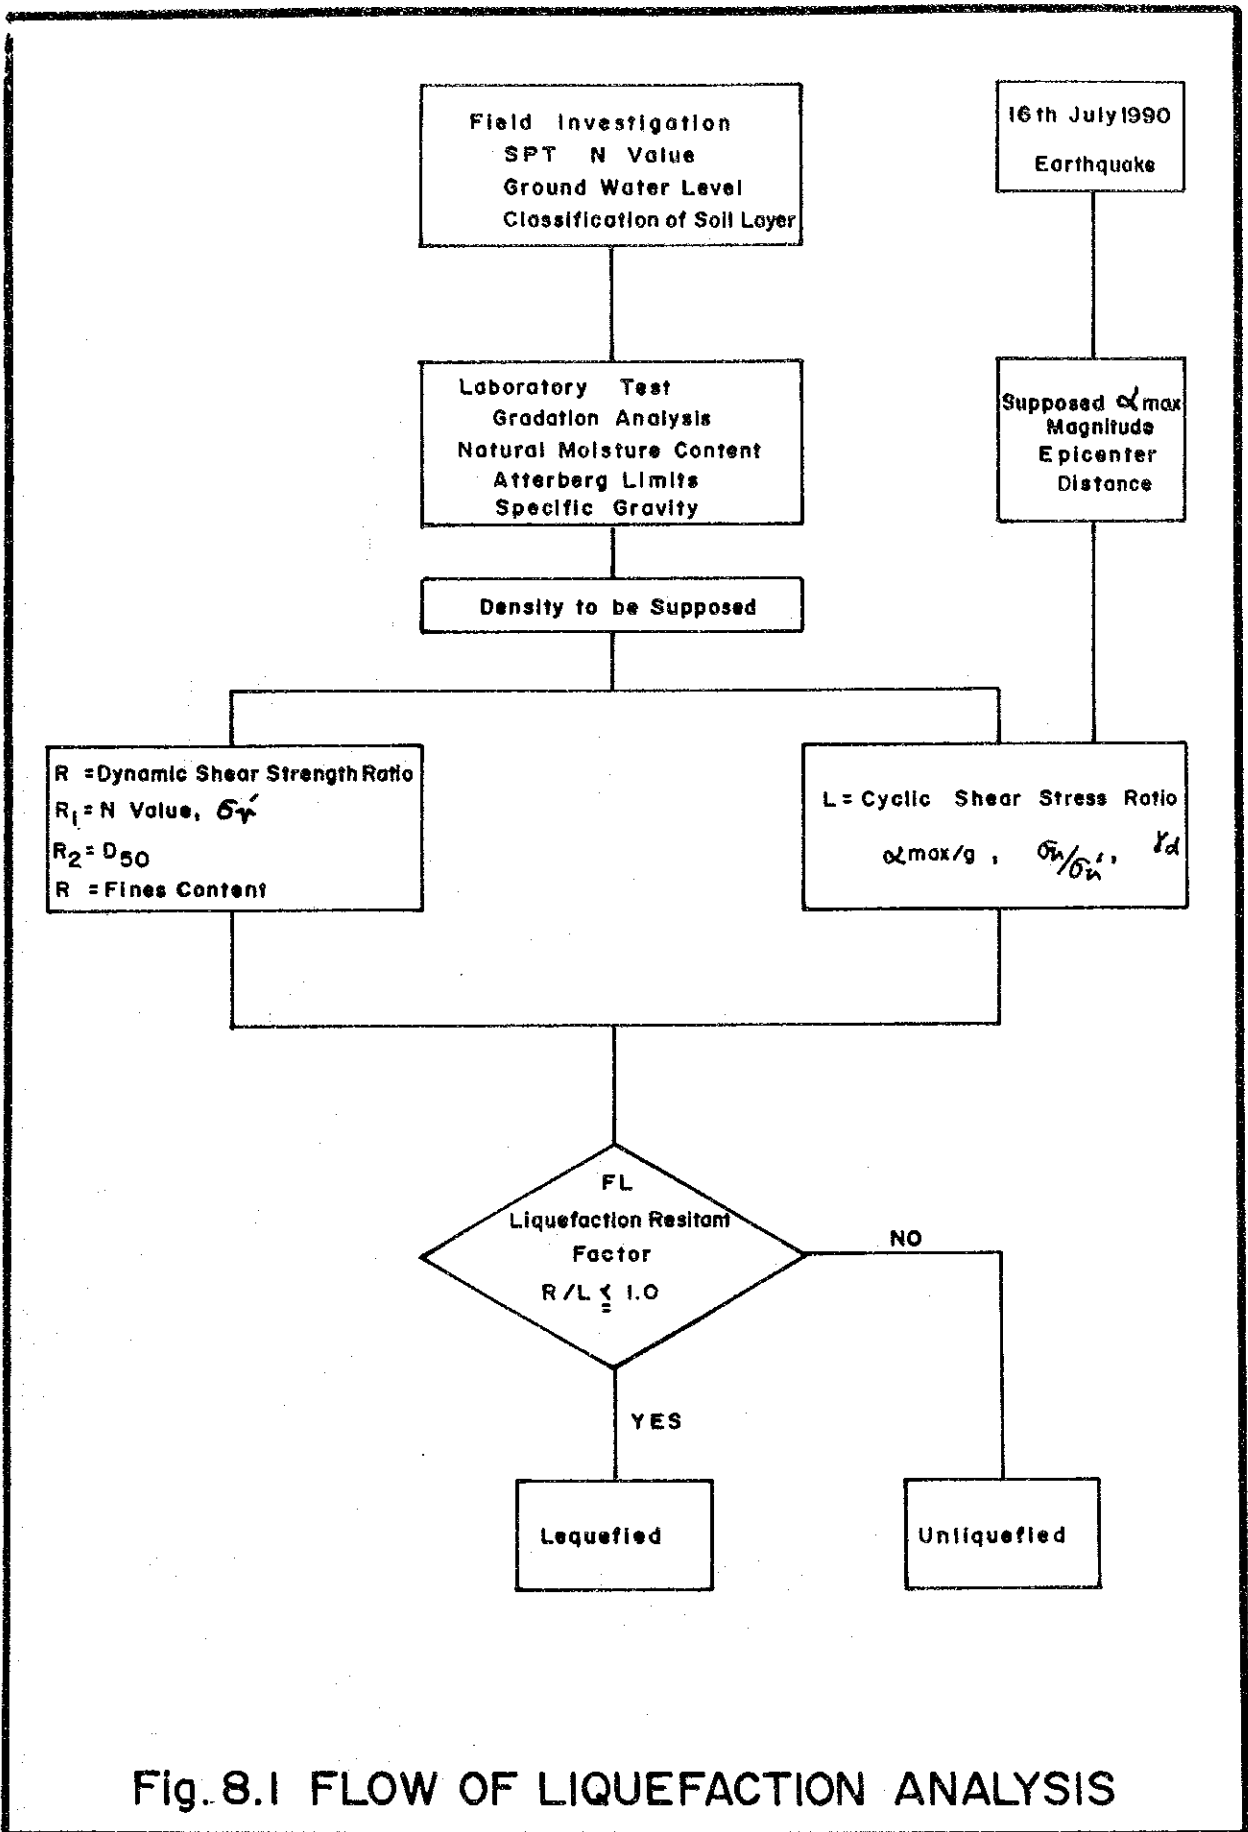 Field Investigation
SPT N Value
Ground Water Level
Classification of Soil Layer
16th July 1990
Earthquake
Laboratory Test
Gradation Analysis
Natural Moisture Content
Atterberg Limits
Specific Gravity
Supposed αmax
Magnitude
Epicenter
Distance
Density to be Supposed
R =Dynamic Shear Strength Ratio
R₁= N Value, σv'
R₂= D₅₀
R =Fines Content
L = Cyclic Shear Stress Ratio
αmax/g , σv/σv', γd
FL
Liquefaction Resitant
Factor
R/L ≦ 1.0
NO
YES
Lequefied
Unliquefied
Fig. 8.1 FLOW OF LIQUEFACTION ANALYSIS